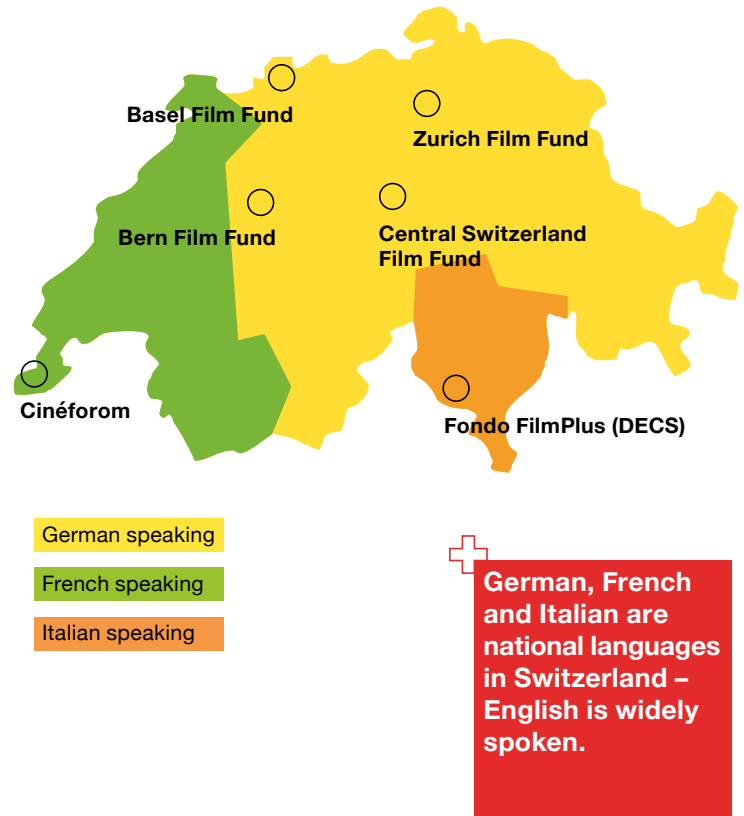 Basel Film Fund
Zurich Film Fund
Bern Film Fund
Central Switzerland
Film Fund
Cinéforom
Fondo FilmPlus (DECS)
German speaking
French speaking
Italian speaking
German, French
and Italian are
national languages
in Switzerland –
English is widely
spoken.